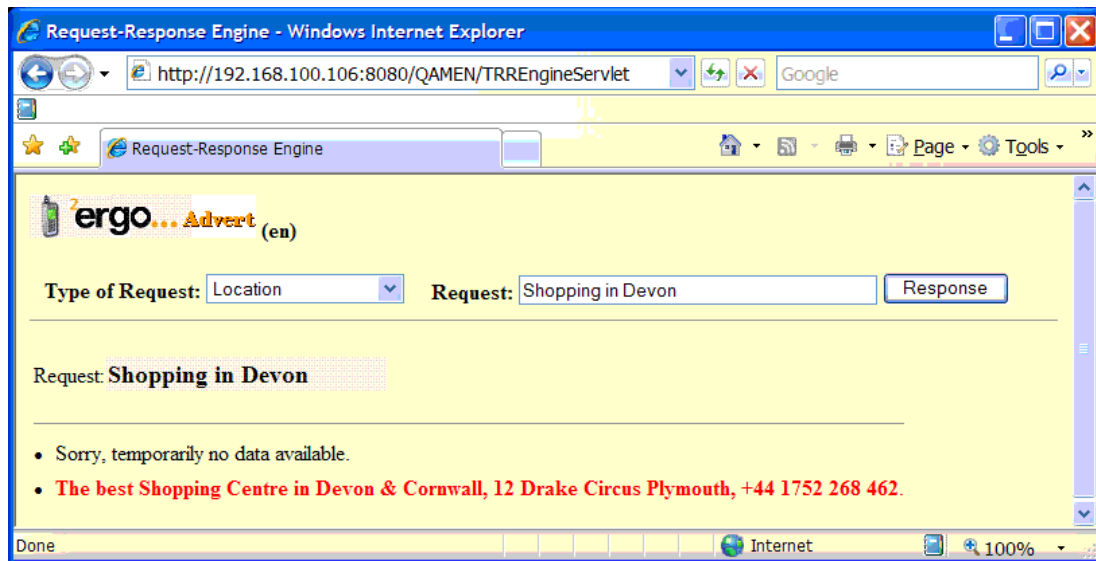 Request-Response Engine - Windows Internet Explorer
http://192.168.100.106:8080/QAMEN/TRREngineServlet Google
Request-Response Engine Page Tools »
2ergo... Advert (en)
Type of Request: Location Request: Shopping in Devon Response
Request: Shopping in Devon
• Sorry, temporarily no data available.
• The best Shopping Centre in Devon & Cornwall, 12 Drake Circus Plymouth, +44 1752 268 462.
Done Internet 100%